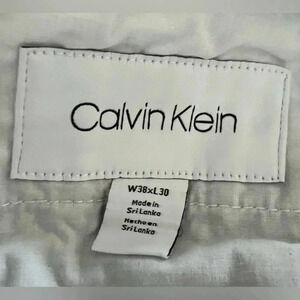 Calvin Klein
W38xL30
Made in
Sri Lanka
Hecho en
Sri Lanka